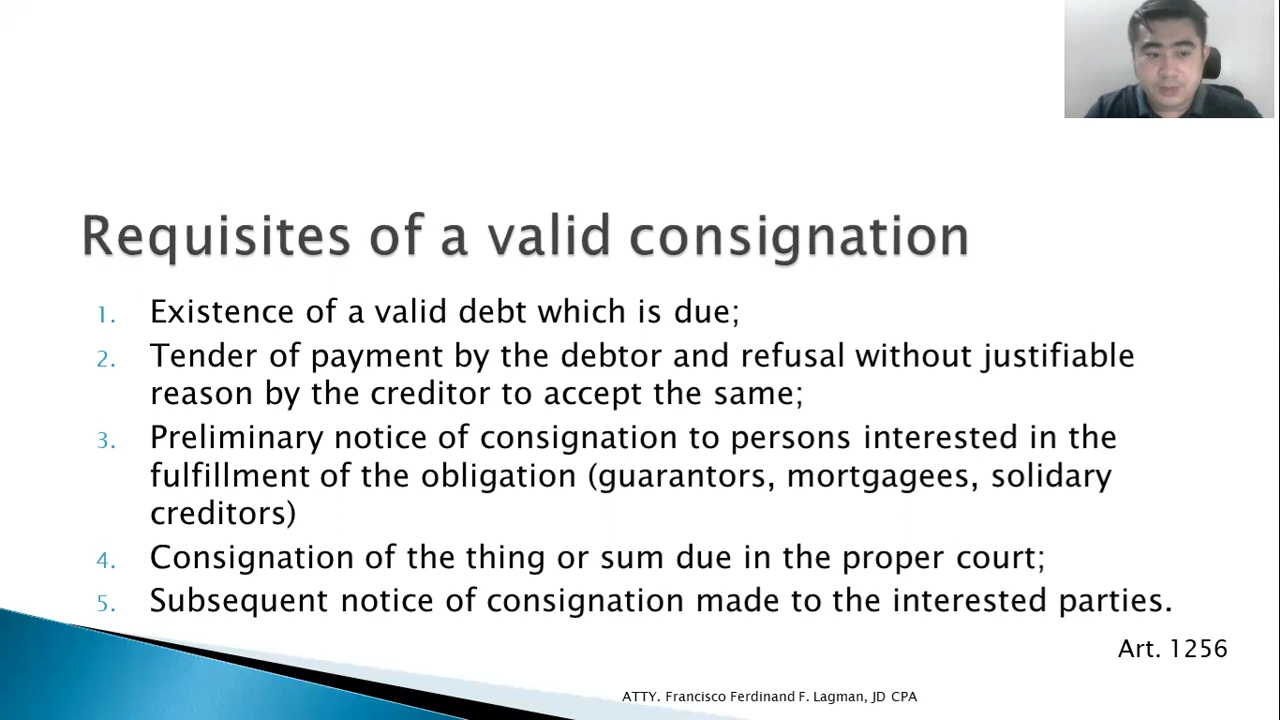 Requisites of a valid consignation
1. Existence of a valid debt which is due;
2. Tender of payment by the debtor and refusal without justifiable
reason by the creditor to accept the same;
3. Preliminary notice of consignation to persons interested in the
fulfillment of the obligation (guarantors, mortgagees, solidary
creditors)
4. Consignation of the thing or sum due in the proper court;
5. Subsequent notice of consignation made to the interested parties.
Art. 1256
ATTY. Francisco Ferdinand F. Lagman, JD CPA